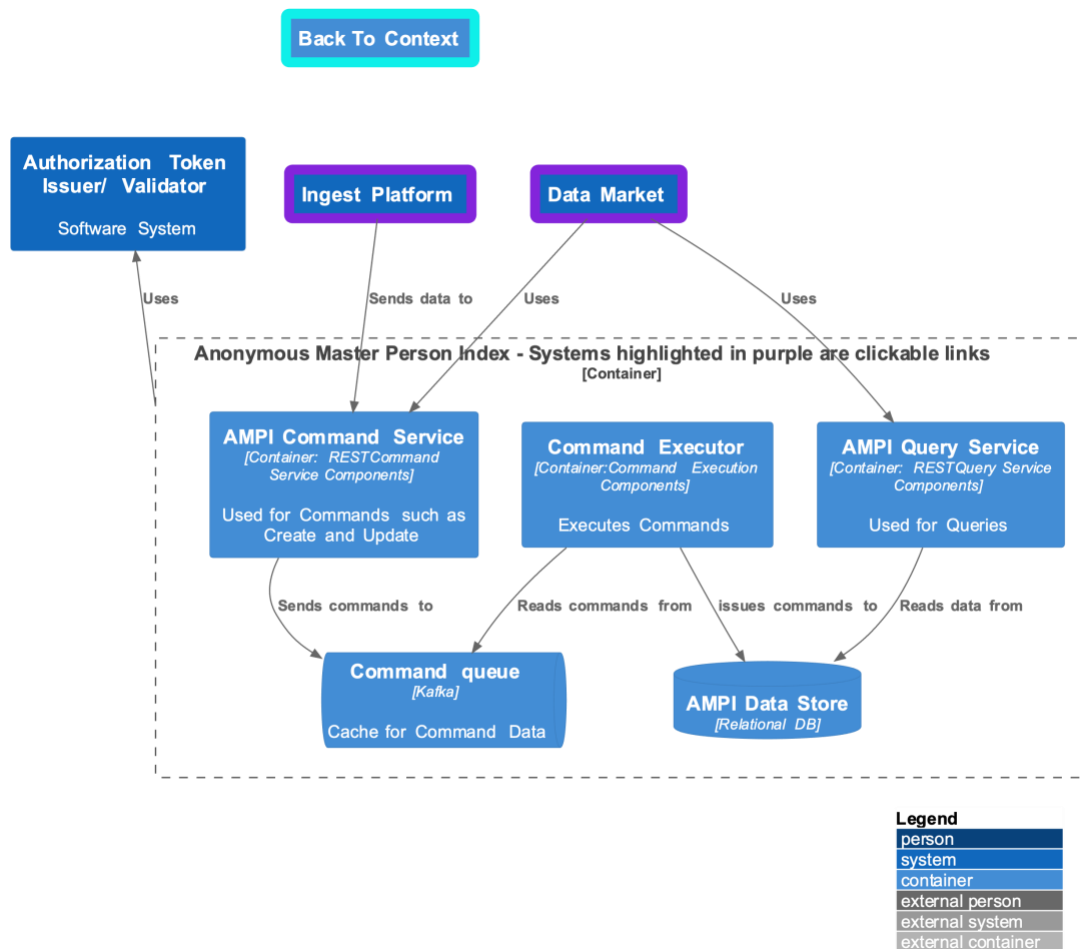 Back To Context
Authorization Token
Issuer/ Validator
Software System
Ingest Platform
Data Market
Uses
Sends data to
Uses
Uses
Anonymous Master Person Index - Systems highlighted in purple are clickable links
[Container]
AMPI Command Service
[Container: RESTCommand
Service Components]
Used for Commands such as
Create and Update
Command Executor
[Container:Command Execution
Components]
Executes Commands
AMPI Query Service
[Container: RESTQuery Service
Components]
Used for Queries
Sends commands to
Reads commands from
issues commands to
Reads data from
Command queue
[Kafka]
Cache for Command Data
AMPI Data Store
[Relational DB]
Legend
person
system
container
external person
external system
external container